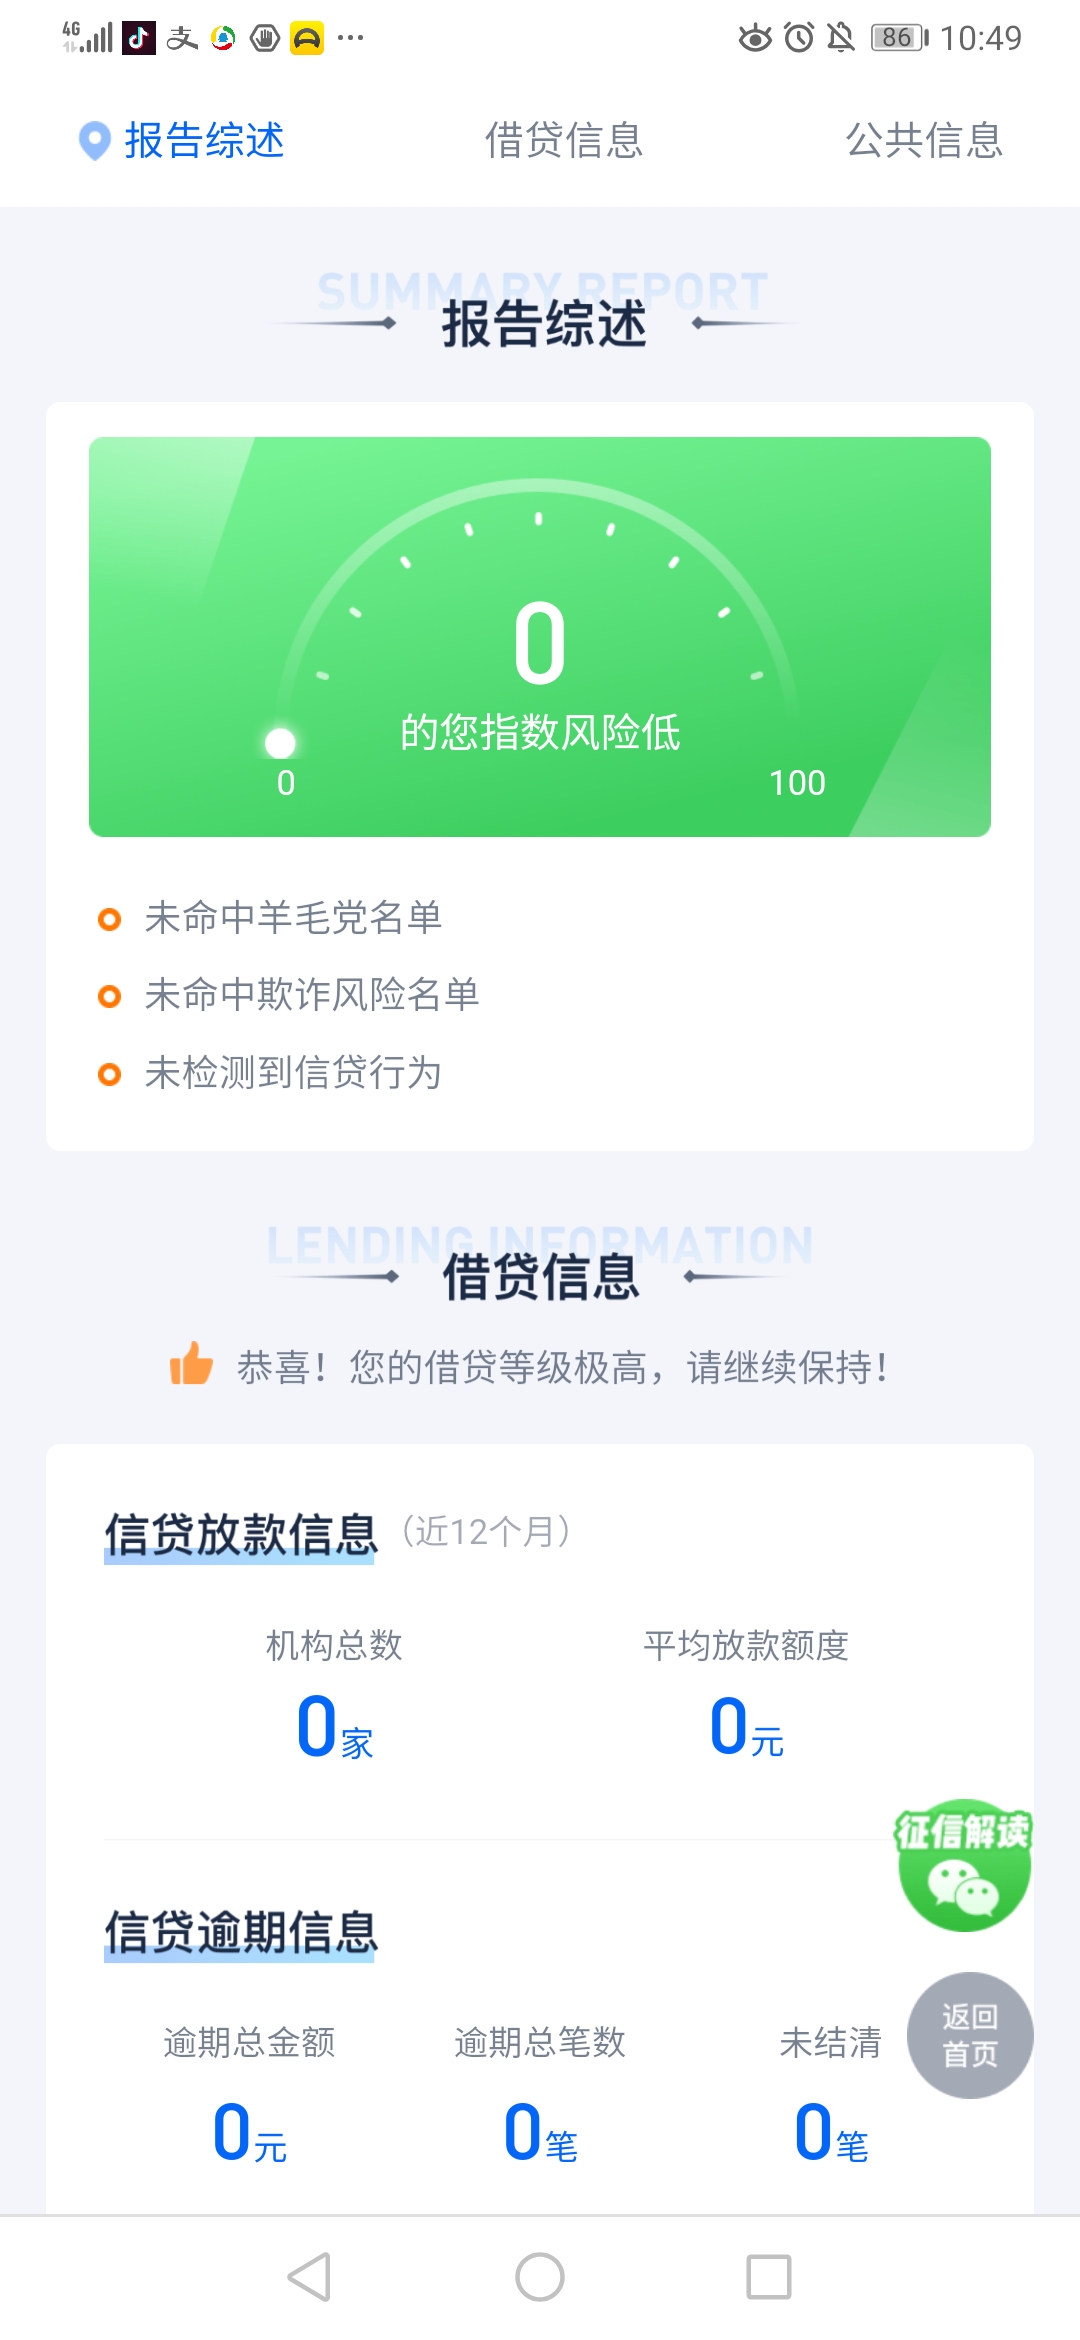 4G 86 10:49
报告综述 借贷信息 公共信息
SUMMARY REPORT
报告综述
0
的您指数风险低
0 100
未命中羊毛党名单
未命中欺诈风险名单
未检测到信贷行为
LENDING INFORMATION
借贷信息
恭喜！您的借贷等级极高，请继续保持！
信贷放款信息（近12个月）
机构总数 平均放款额度
0家 0元
征信解读
信贷逾期信息
返回
首页
逾期总金额 逾期总笔数 未结清
0元 0笔 0笔